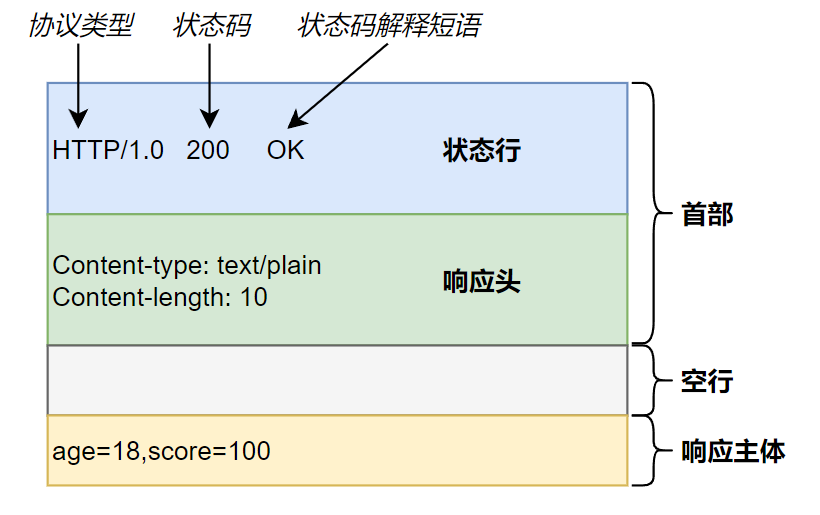 协议类型 状态码 状态码解释短语
HTTP/1.0 200 OK 状态行
首部
Content-type: text/plain
Content-length: 10
响应头
空行
age=18,score=100 响应主体